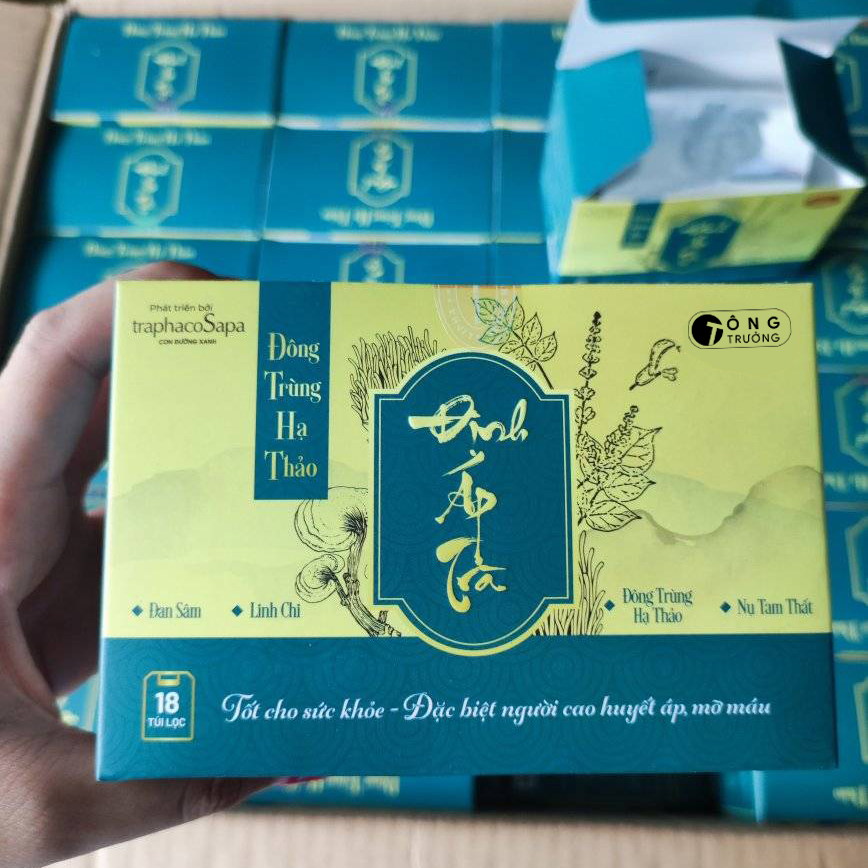 Phát triển bởi
traphacoSapa
CON ĐƯỜNG XANH
Đông
Trùng
Hạ
Thảo
Định
Áp
Trà
TÔNG
TRƯỞNG
Đan Sâm
Linh Chi
Đông Trùng
Hạ Thảo
Nụ Tam Thất
18
TÚI LỌC
Tốt cho sức khỏe - Đặc biệt người cao huyết áp, mỡ máu